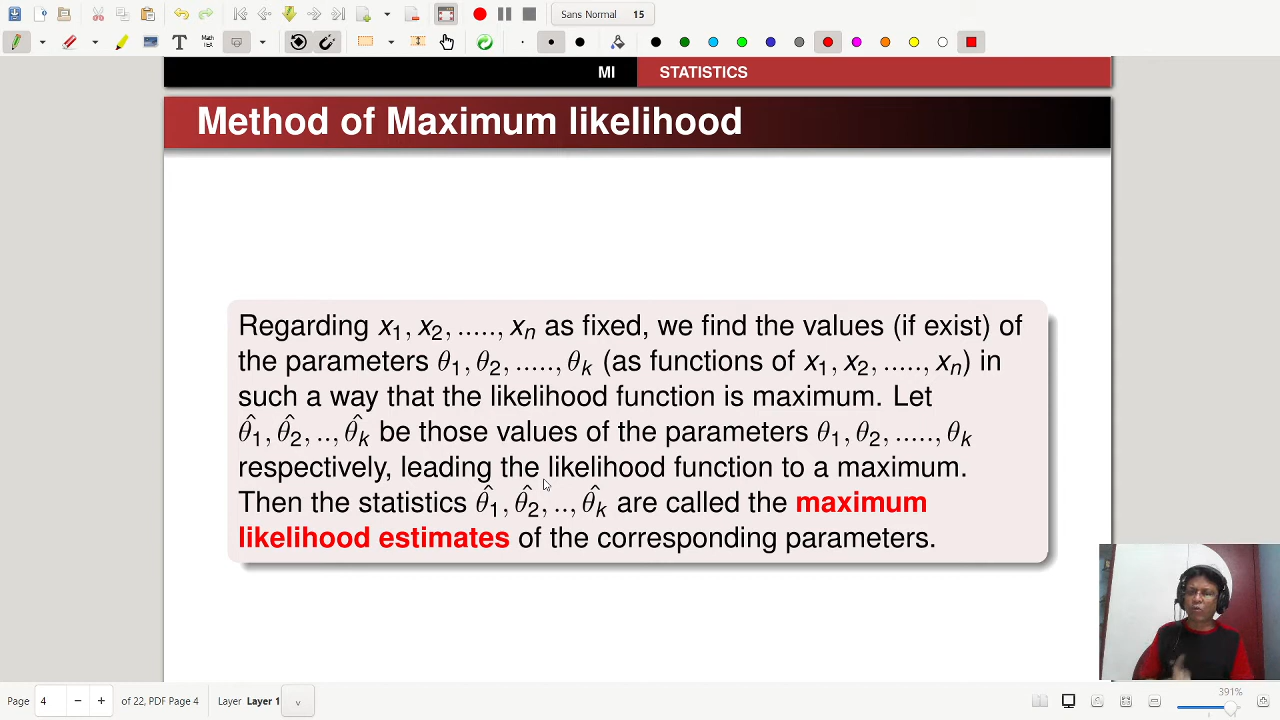 Sans Normal 15
MI STATISTICS
Method of Maximum likelihood
Regarding x₁, x₂, ....., xₙ as fixed, we find the values (if exist) of
the parameters θ₁, θ₂, ....., θₖ (as functions of x₁, x₂, ....., xₙ) in
such a way that the likelihood function is maximum. Let
θ̂₁, θ̂₂, .., θ̂ₖ be those values of the parameters θ₁, θ₂, ....., θₖ
respectively, leading the likelihood function to a maximum.
Then the statistics θ̂₁, θ̂₂, .., θ̂ₖ are called the maximum
likelihood estimates of the corresponding parameters.
Page 4 of 22, PDF Page 4 Layer Layer 1
391%